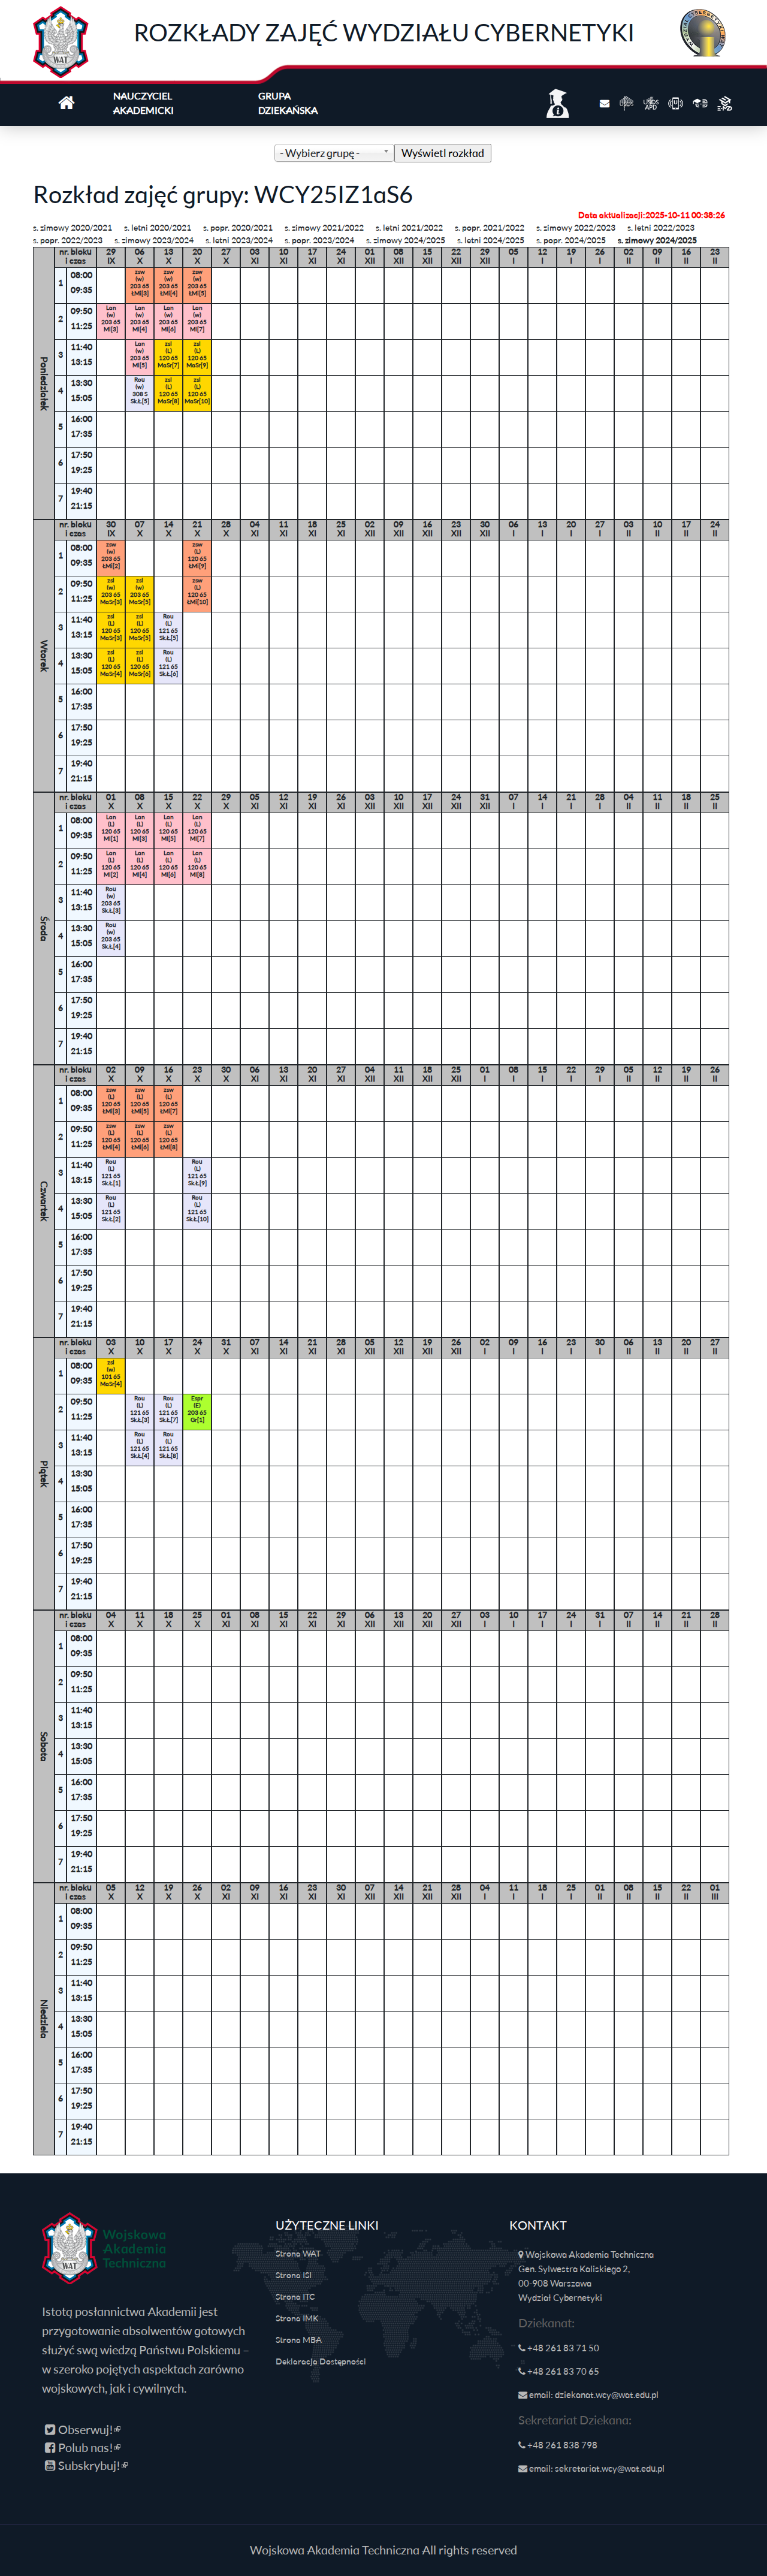 ROZKŁADY ZAJĘĆ WYDZIAŁU CYBERNETYKI
WAT
NAUCZYCIEL AKADEMICKI
GRUPA DZIEKAŃSKA
- Wybierz grupę -
Wyświetl rozkład
Rozkład zajęć grupy: WCY25IZ1aS6
Data aktualizacji:2025-10-11 00:38:26
s. zimowy 2020/2021 s. letni 2020/2021 s. popr. 2020/2021 s. zimowy 2021/2022 s. letni 2021/2022 s. popr. 2021/2022 s. zimowy 2022/2023 s. letni 2022/2023
s. popr. 2022/2023 s. zimowy 2023/2024 s. letni 2023/2024 s. popr. 2023/2024 s. zimowy 2024/2025 s. letni 2024/2025 s. popr. 2024/2025 s. zimowy 2024/2025
Poniedziałek
nr. bloku i czas 29 IX 06 X 13 X 20 X 27 X 03 XI 10 XI 17 XI 24 XI 01 XII 08 XII 15 XII 22 XII 29 XII 05 I 12 I 19 I 26 I 02 II 09 II 16 II 23 II
1 08:00 09:35 zsw (w) 203 65 ŁMi[3] zsw (w) 203 65 ŁMi[4] zsw (w) 203 65 ŁMi[5]
2 09:50 11:25 Lan (w) 203 65 Ml[3] Lan (w) 203 65 Ml[4] Lan (w) 203 65 Ml[6] Lan (w) 203 65 Ml[7]
3 11:40 13:15 Lan (w) 203 65 Ml[5] zsl (L) 120 65 MaSr[7] zsl (L) 120 65 MaSr[9]
4 13:30 15:05 Rou (w) 308 S Sk.Ł[5] zsl (L) 120 65 MaSr[8] zsl (L) 120 65 MaSr[10]
5 16:00 17:35
6 17:50 19:25
7 19:40 21:15
Wtorek
nr. bloku i czas 30 IX 07 X 14 X 21 X 28 X 04 XI 11 XI 18 XI 25 XI 02 XII 09 XII 16 XII 23 XII 30 XII 06 I 13 I 20 I 27 I 03 II 10 II 17 II 24 II
1 08:00 09:35 zsw (w) 203 65 ŁMi[2] zsw (L) 120 65 ŁMi[9]
2 09:50 11:25 zsl (w) 203 65 MaSr[3] zsl (w) 203 65 MaSr[5] zsw (L) 120 65 ŁMi[10]
3 11:40 13:15 zsl (L) 120 65 MaSr[3] zsl (L) 120 65 MaSr[5] Rou (L) 121 65 Sk.Ł[5]
4 13:30 15:05 zsl (L) 120 65 MaSr[4] zsl (L) 120 65 MaSr[6] Rou (L) 121 65 Sk.Ł[6]
5 16:00 17:35
6 17:50 19:25
7 19:40 21:15
Środa
nr. bloku i czas 01 X 08 X 15 X 22 X 29 X 05 XI 12 XI 19 XI 26 XI 03 XII 10 XII 17 XII 24 XII 31 XII 07 I 14 I 21 I 28 I 04 II 11 II 18 II 25 II
1 08:00 09:35 Lan (L) 120 65 Ml[1] Lan (L) 120 65 Ml[3] Lan (L) 120 65 Ml[5] Lan (L) 120 65 Ml[7]
2 09:50 11:25 Lan (L) 120 65 Ml[2] Lan (L) 120 65 Ml[4] Lan (L) 120 65 Ml[6] Lan (L) 120 65 Ml[8]
3 11:40 13:15 Rou (w) 203 65 Sk.Ł[3]
4 13:30 15:05 Rou (w) 203 65 Sk.Ł[4]
5 16:00 17:35
6 17:50 19:25
7 19:40 21:15
Czwartek
nr. bloku i czas 02 X 09 X 16 X 23 X 30 X 06 XI 13 XI 20 XI 27 XI 04 XII 11 XII 18 XII 25 XII 01 I 08 I 15 I 22 I 29 I 05 II 12 II 19 II 26 II
1 08:00 09:35 zsw (L) 120 65 ŁMi[3] zsw (L) 120 65 ŁMi[5] zsw (L) 120 65 ŁMi[7]
2 09:50 11:25 zsw (L) 120 65 ŁMi[4] zsw (L) 120 65 ŁMi[6] zsw (L) 120 65 ŁMi[8]
3 11:40 13:15 Rou (L) 121 65 Sk.Ł[1] Rou (L) 121 65 Sk.Ł[9]
4 13:30 15:05 Rou (L) 121 65 Sk.Ł[2] Rou (L) 121 65 Sk.Ł[10]
5 16:00 17:35
6 17:50 19:25
7 19:40 21:15
Piątek
nr. bloku i czas 03 X 10 X 17 X 24 X 31 X 07 XI 14 XI 21 XI 28 XI 05 XII 12 XII 19 XII 26 XII 02 I 09 I 16 I 23 I 30 I 06 II 13 II 20 II 27 II
1 08:00 09:35 zsl (w) 101 65 MaSr[4]
2 09:50 11:25 Rou (L) 121 65 Sk.Ł[3] Rou (L) 121 65 Sk.Ł[7] Espr (E) 203 65 Gr[1]
3 11:40 13:15 Rou (L) 121 65 Sk.Ł[4] Rou (L) 121 65 Sk.Ł[8]
4 13:30 15:05
5 16:00 17:35
6 17:50 19:25
7 19:40 21:15
Sobota
nr. bloku i czas 04 X 11 X 18 X 25 X 01 XI 08 XI 15 XI 22 XI 29 XI 06 XII 13 XII 20 XII 27 XII 03 I 10 I 17 I 24 I 31 I 07 II 14 II 21 II 28 II
1 08:00 09:35
2 09:50 11:25
3 11:40 13:15
4 13:30 15:05
5 16:00 17:35
6 17:50 19:25
7 19:40 21:15
Niedziela
nr. bloku i czas 05 X 12 X 19 X 26 X 02 XI 09 XI 16 XI 23 XI 30 XI 07 XII 14 XII 21 XII 28 XII 04 I 11 I 18 I 25 I 01 II 08 II 15 II 22 II 01 III
1 08:00 09:35
2 09:50 11:25
3 11:40 13:15
4 13:30 15:05
5 16:00 17:35
6 17:50 19:25
7 19:40 21:15
WAT
Wojskowa
Akademia
Techniczna
Istotą posłannictwa Akademii jest
przygotowanie absolwentów gotowych
służyć swą wiedzą Państwu Polskiemu –
w szeroko pojętych aspektach zarówno
wojskowych, jak i cywilnych.
Obserwuj!
Polub nas!
Subskrybuj!
UŻYTECZNE LINKI
Strona WAT
Strona ISI
Strona ITC
Strona IMK
Strona MBA
Deklaracja Dostępności
KONTAKT
Wojskowa Akademia Techniczna
Gen. Sylwestra Kaliskiego 2,
00-908 Warszawa
Wydział Cybernetyki
Dziekanat:
+48 261 83 71 50
+48 261 83 70 65
email: dziekanat.wcy@wat.edu.pl
Sekretariat Dziekana:
+48 261 838 798
email: sekretariat.wcy@wat.edu.pl
Wojskowa Akademia Techniczna All rights reserved